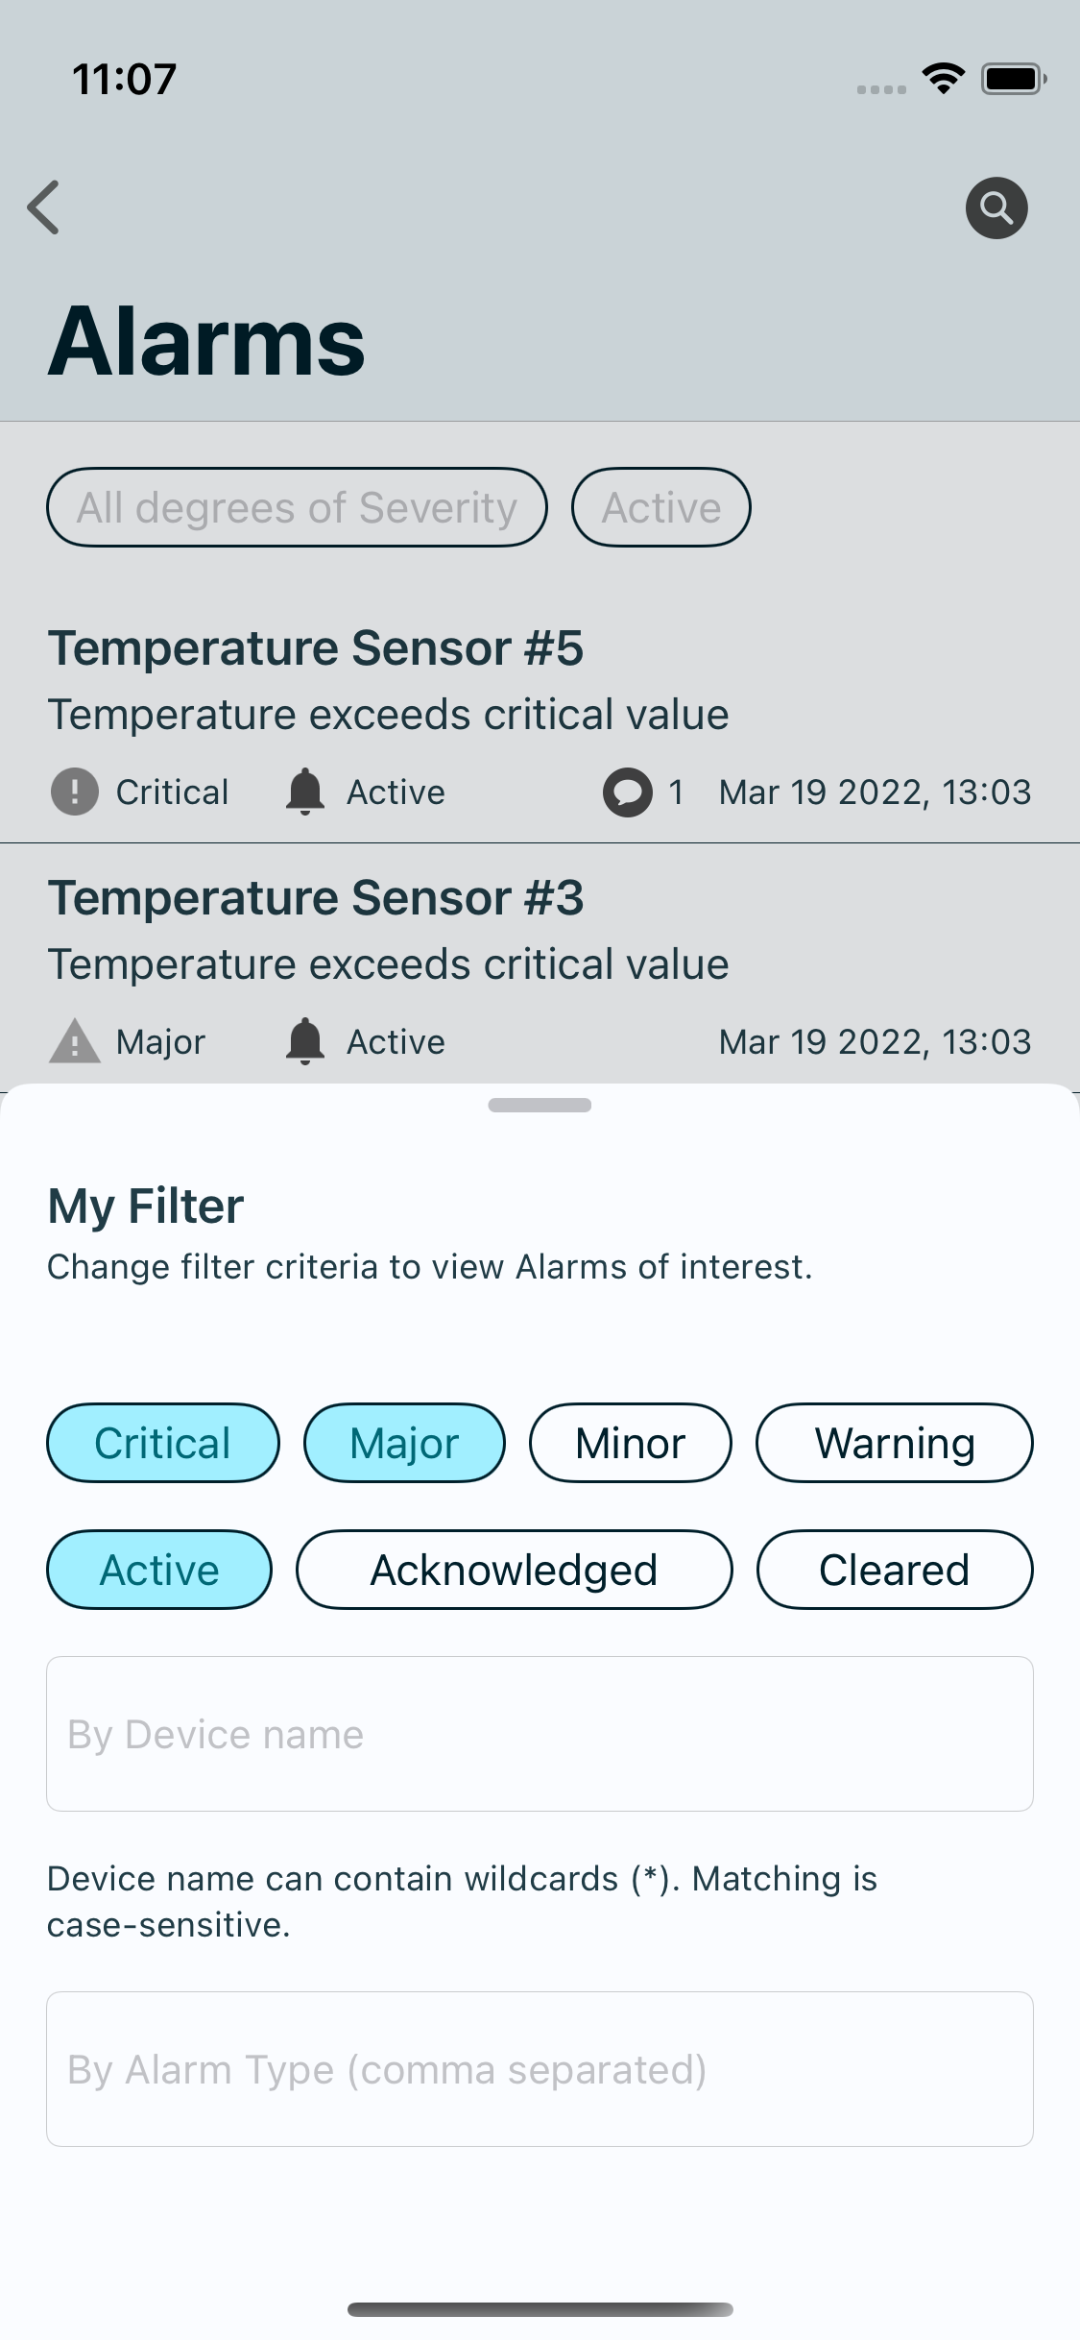 11:07
Alarms
All degrees of Severity Active
Temperature Sensor #5
Temperature exceeds critical value
Critical Active 1 Mar 19 2022, 13:03
Temperature Sensor #3
Temperature exceeds critical value
Major Active Mar 19 2022, 13:03
My Filter
Change filter criteria to view Alarms of interest.
Critical Major Minor Warning
Active Acknowledged Cleared
By Device name
Device name can contain wildcards (*). Matching is
case-sensitive.
By Alarm Type (comma separated)